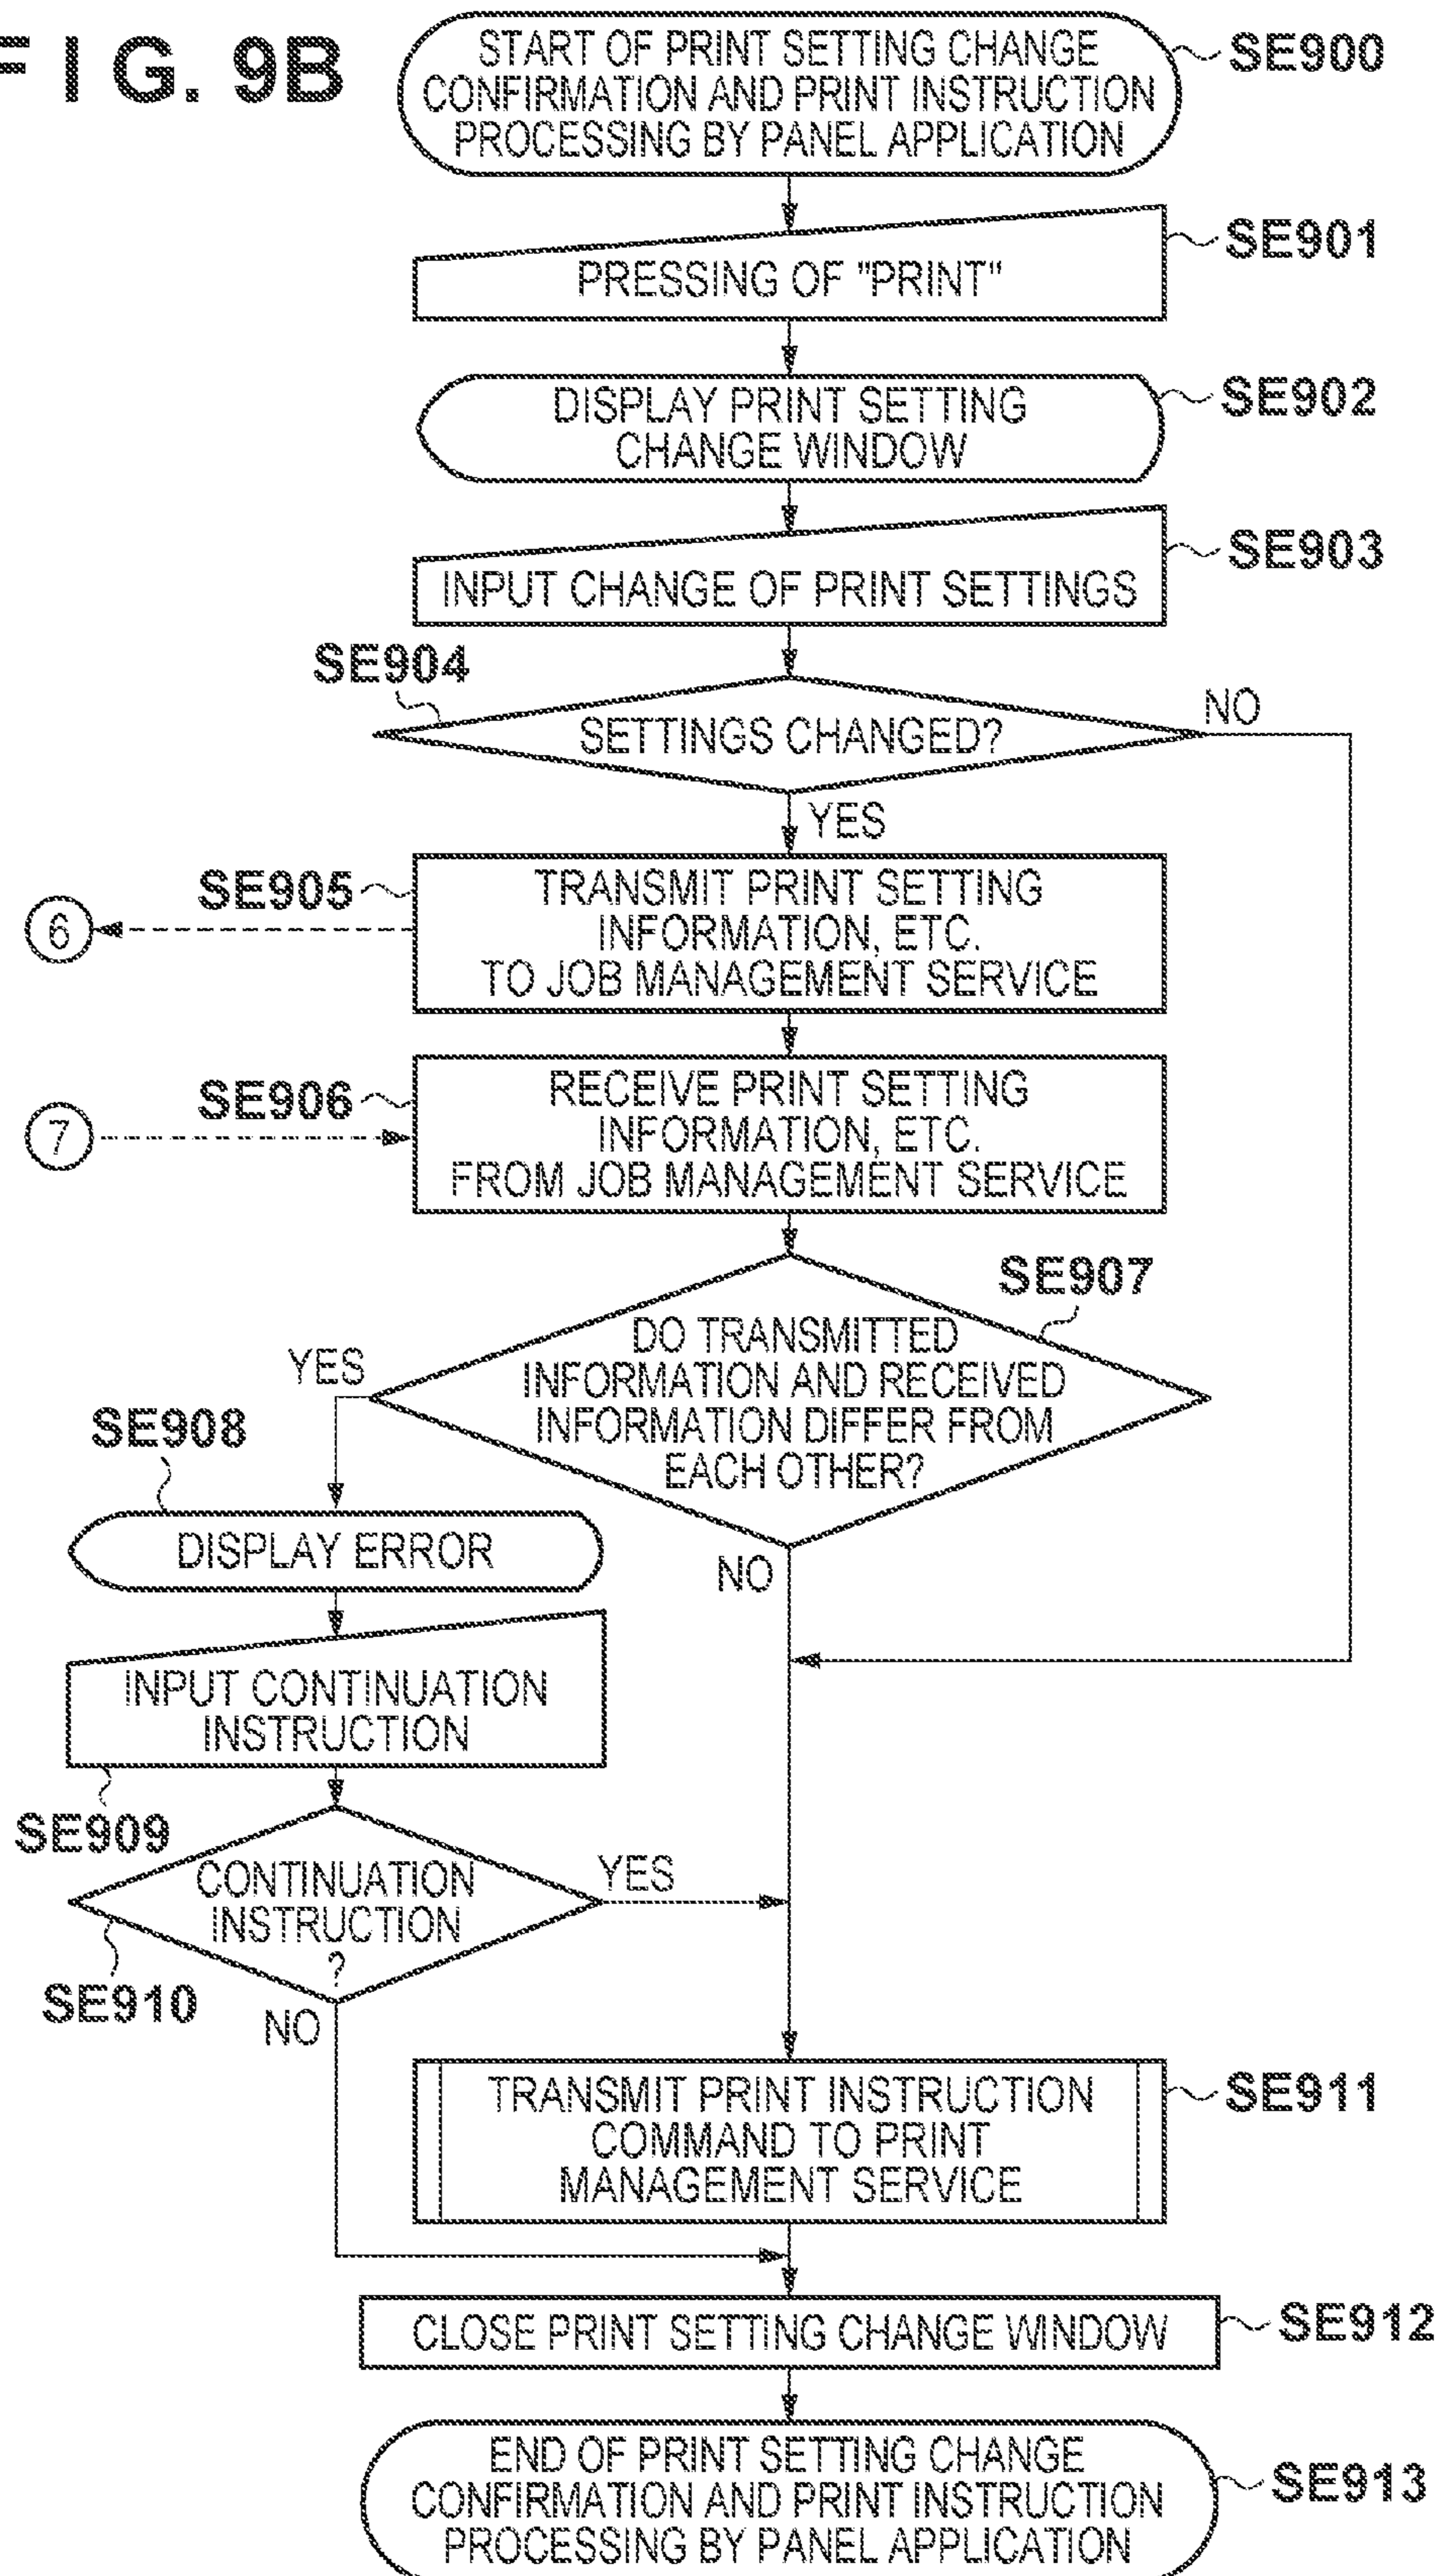 FIG. 9B
START OF PRINT SETTING CHANGE
CONFIRMATION AND PRINT INSTRUCTION
PROCESSING BY PANEL APPLICATION
SE900
PRESSING OF "PRINT"
SE901
DISPLAY PRINT SETTING
CHANGE WINDOW
SE902
INPUT CHANGE OF PRINT SETTINGS
SE903
SE904
SETTINGS CHANGED?
NO
YES
SE905
TRANSMIT PRINT SETTING
INFORMATION, ETC.
TO JOB MANAGEMENT SERVICE
6
SE906
RECEIVE PRINT SETTING
INFORMATION, ETC.
FROM JOB MANAGEMENT SERVICE
7
SE907
DO TRANSMITTED
INFORMATION AND RECEIVED
INFORMATION DIFFER FROM
EACH OTHER?
YES
NO
SE908
DISPLAY ERROR
INPUT CONTINUATION
INSTRUCTION
SE909
CONTINUATION
INSTRUCTION
?
YES
SE910
NO
TRANSMIT PRINT INSTRUCTION
COMMAND TO PRINT
MANAGEMENT SERVICE
SE911
CLOSE PRINT SETTING CHANGE WINDOW
SE912
END OF PRINT SETTING CHANGE
CONFIRMATION AND PRINT INSTRUCTION
PROCESSING BY PANEL APPLICATION
SE913